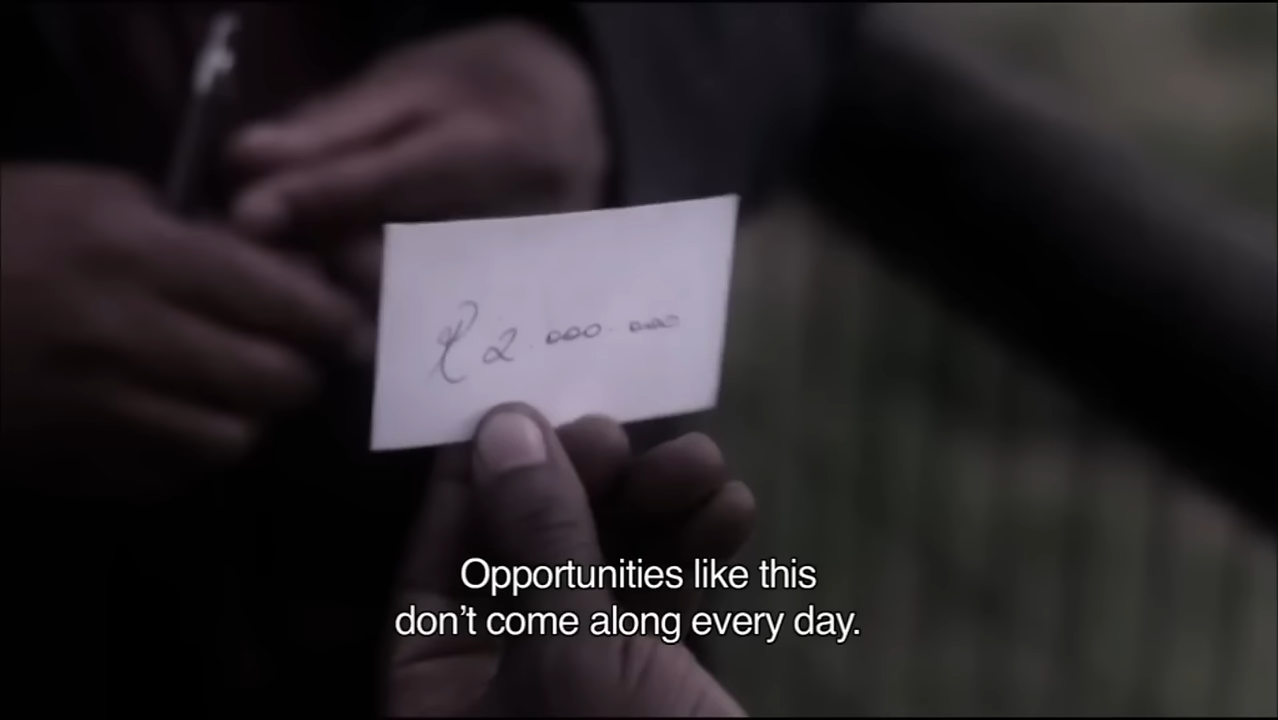 R 2.000.000
Opportunities like this
don't come along every day.